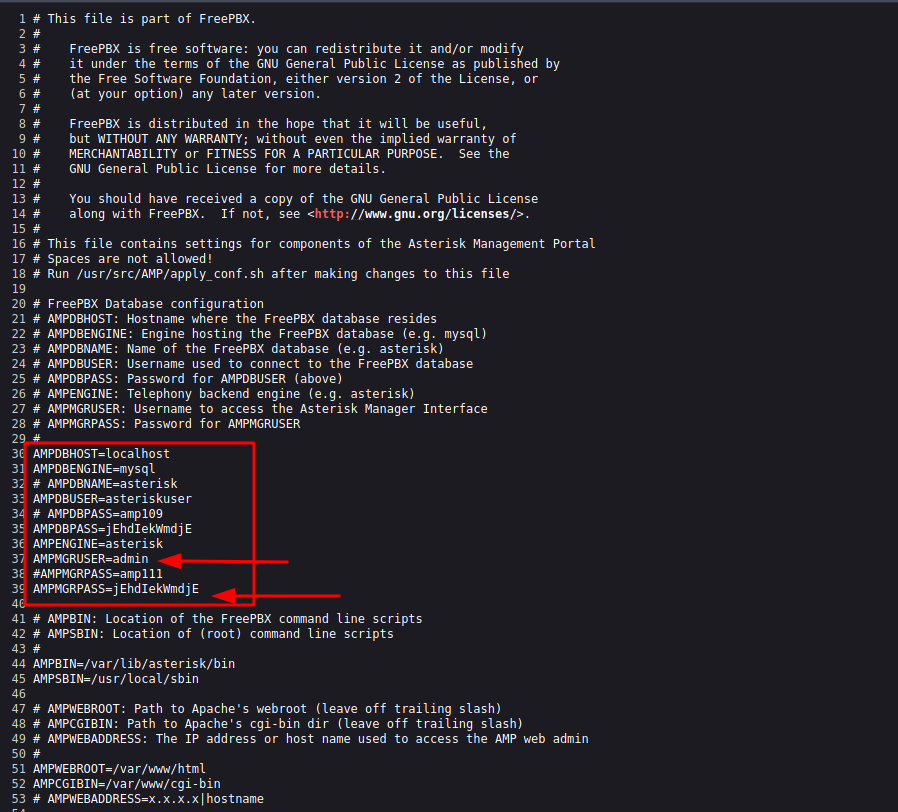 1 # This file is part of FreePBX.
2 #
3 #    FreePBX is free software: you can redistribute it and/or modify
4 #    it under the terms of the GNU General Public License as published by
5 #    the Free Software Foundation, either version 2 of the License, or
6 #    (at your option) any later version.
7 #
8 #    FreePBX is distributed in the hope that it will be useful,
9 #    but WITHOUT ANY WARRANTY; without even the implied warranty of
10 #    MERCHANTABILITY or FITNESS FOR A PARTICULAR PURPOSE.  See the
11 #    GNU General Public License for more details.
12 #
13 #    You should have received a copy of the GNU General Public License
14 #    along with FreePBX.  If not, see <http://www.gnu.org/licenses/>.
15 #
16 # This file contains settings for components of the Asterisk Management Portal
17 # Spaces are not allowed!
18 # Run /usr/src/AMP/apply_conf.sh after making changes to this file
19
20 # FreePBX Database configuration
21 # AMPDBHOST: Hostname where the FreePBX database resides
22 # AMPDBENGINE: Engine hosting the FreePBX database (e.g. mysql)
23 # AMPDBNAME: Name of the FreePBX database (e.g. asterisk)
24 # AMPDBUSER: Username used to connect to the FreePBX database
25 # AMPDBPASS: Password for AMPDBUSER (above)
26 # AMPENGINE: Telephony backend engine (e.g. asterisk)
27 # AMPMGRUSER: Username to access the Asterisk Manager Interface
28 # AMPMGRPASS: Password for AMPMGRUSER
29 #
30 AMPDBHOST=localhost
31 AMPDBENGINE=mysql
32 # AMPDBNAME=asterisk
33 AMPDBUSER=asteriskuser
34 # AMPDBPASS=amp109
35 AMPDBPASS=jEhdIekWmdjE
36 AMPENGINE=asterisk
37 AMPMGRUSER=admin
38 #AMPMGRPASS=amp111
39 AMPMGRPASS=jEhdIekWmdjE
40
41 # AMPBIN: Location of the FreePBX command line scripts
42 # AMPSBIN: Location of (root) command line scripts
43 #
44 AMPBIN=/var/lib/asterisk/bin
45 AMPSBIN=/usr/local/sbin
46
47 # AMPWEBROOT: Path to Apache's webroot (leave off trailing slash)
48 # AMPCGIBIN: Path to Apache's cgi-bin dir (leave off trailing slash)
49 # AMPWEBADDRESS: The IP address or host name used to access the AMP web admin
50 #
51 AMPWEBROOT=/var/www/html
52 AMPCGIBIN=/var/www/cgi-bin
53 # AMPWEBADDRESS=x.x.x.x|hostname